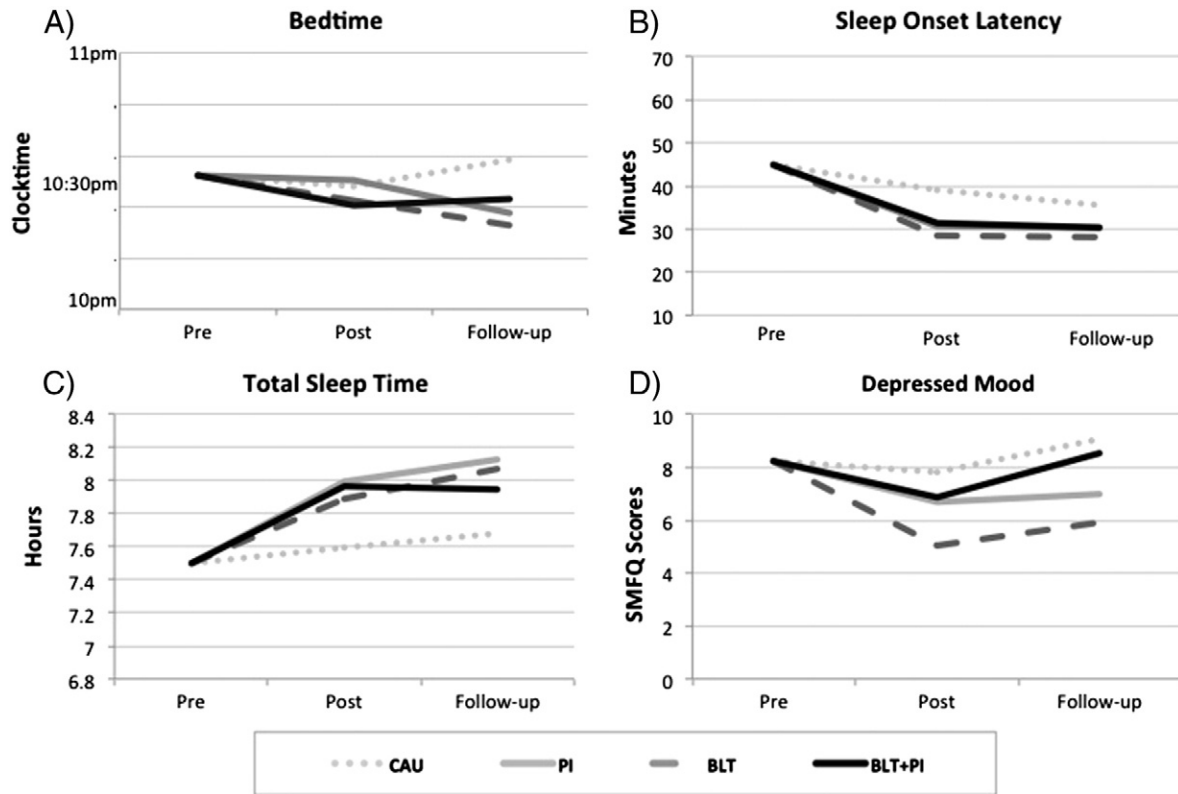 A) Bedtime
11pm
10:30pm
10pm
Clocktime
Pre Post Follow-up
B) Sleep Onset Latency
70
60
50
40
30
20
10
Minutes
Pre Post Follow-up
C) Total Sleep Time
8.4
8.2
8
7.8
7.6
7.4
7.2
7
6.8
Hours
Pre Post Follow-up
D) Depressed Mood
10
8
6
4
2
0
SMFQ Scores
Pre Post Follow-up
CAU PI BLT BLT+PI